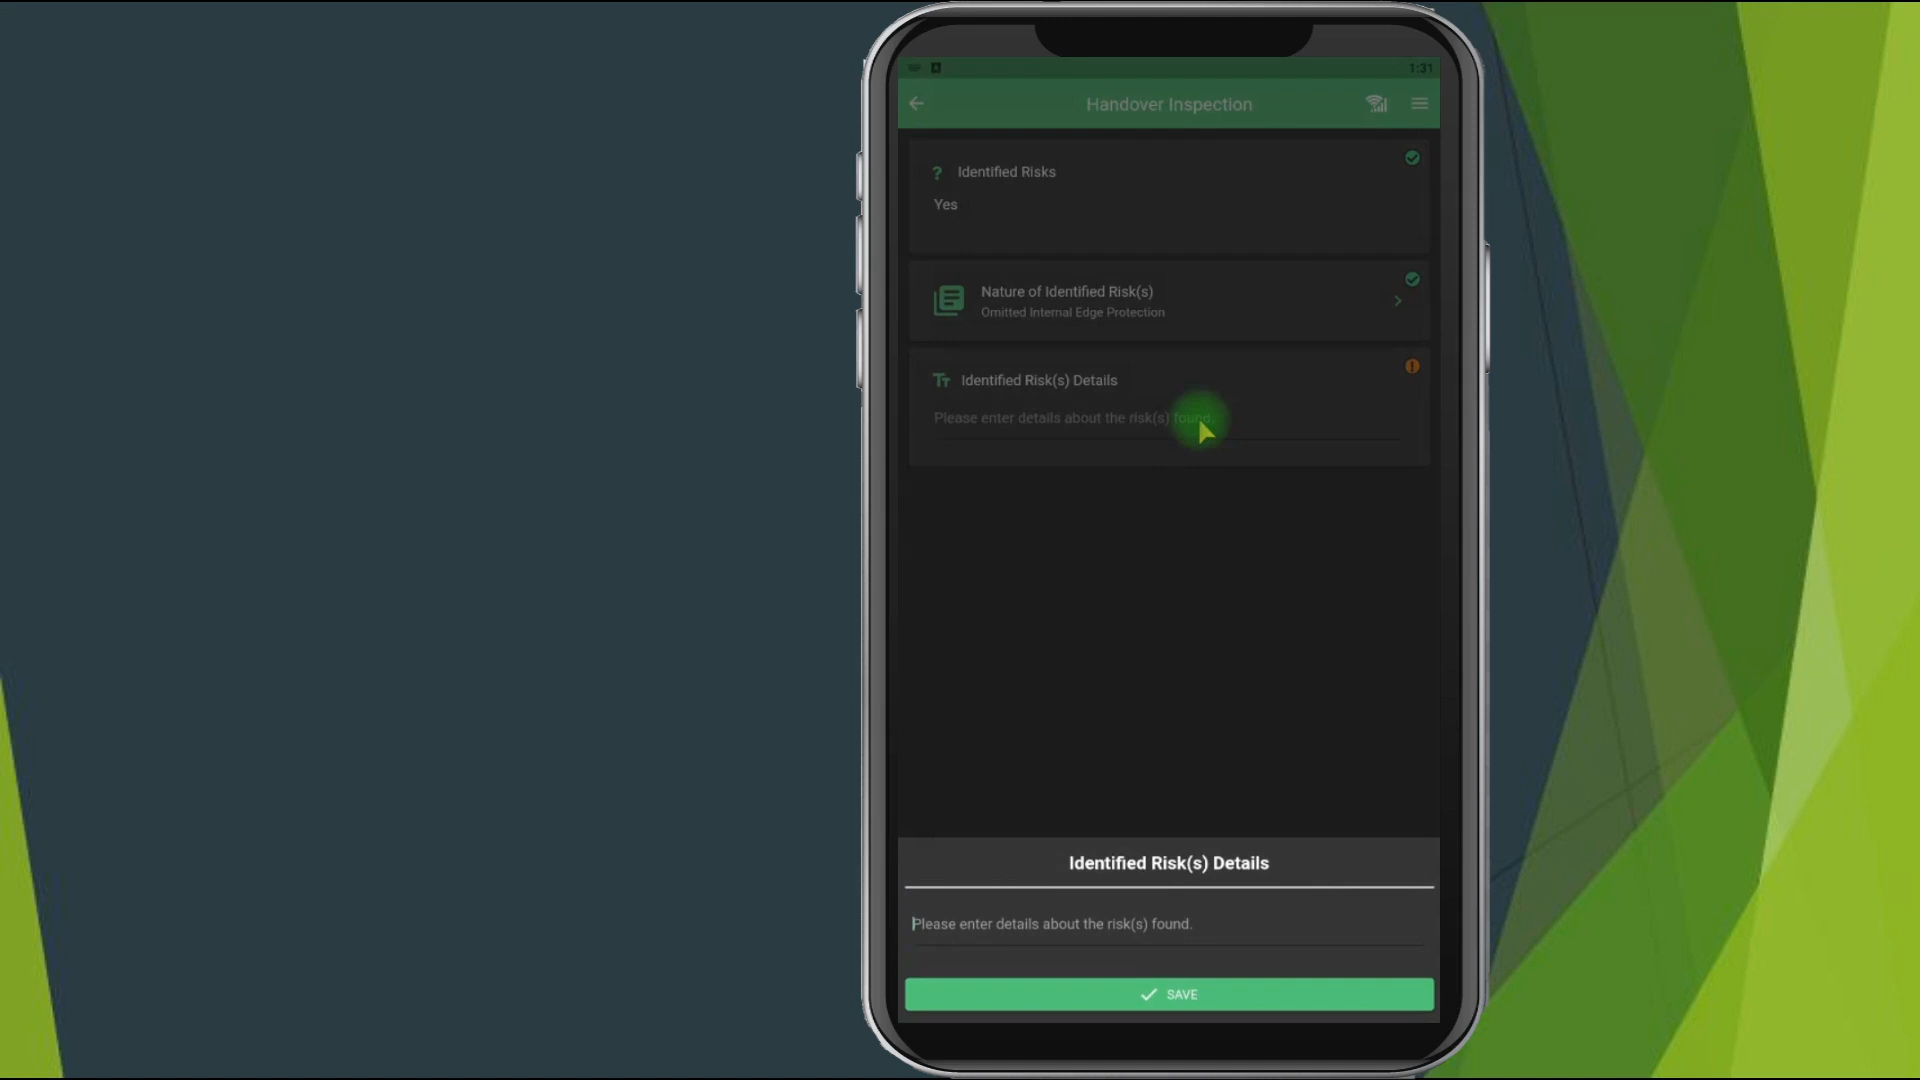 1:31
Handover Inspection
? Identified Risks
Yes
Nature of Identified Risk(s)
Omitted Internal Edge Protection
Tт Identified Risk(s) Details
Please enter details about the risk(s) found.
Identified Risk(s) Details
Please enter details about the risk(s) found.
SAVE